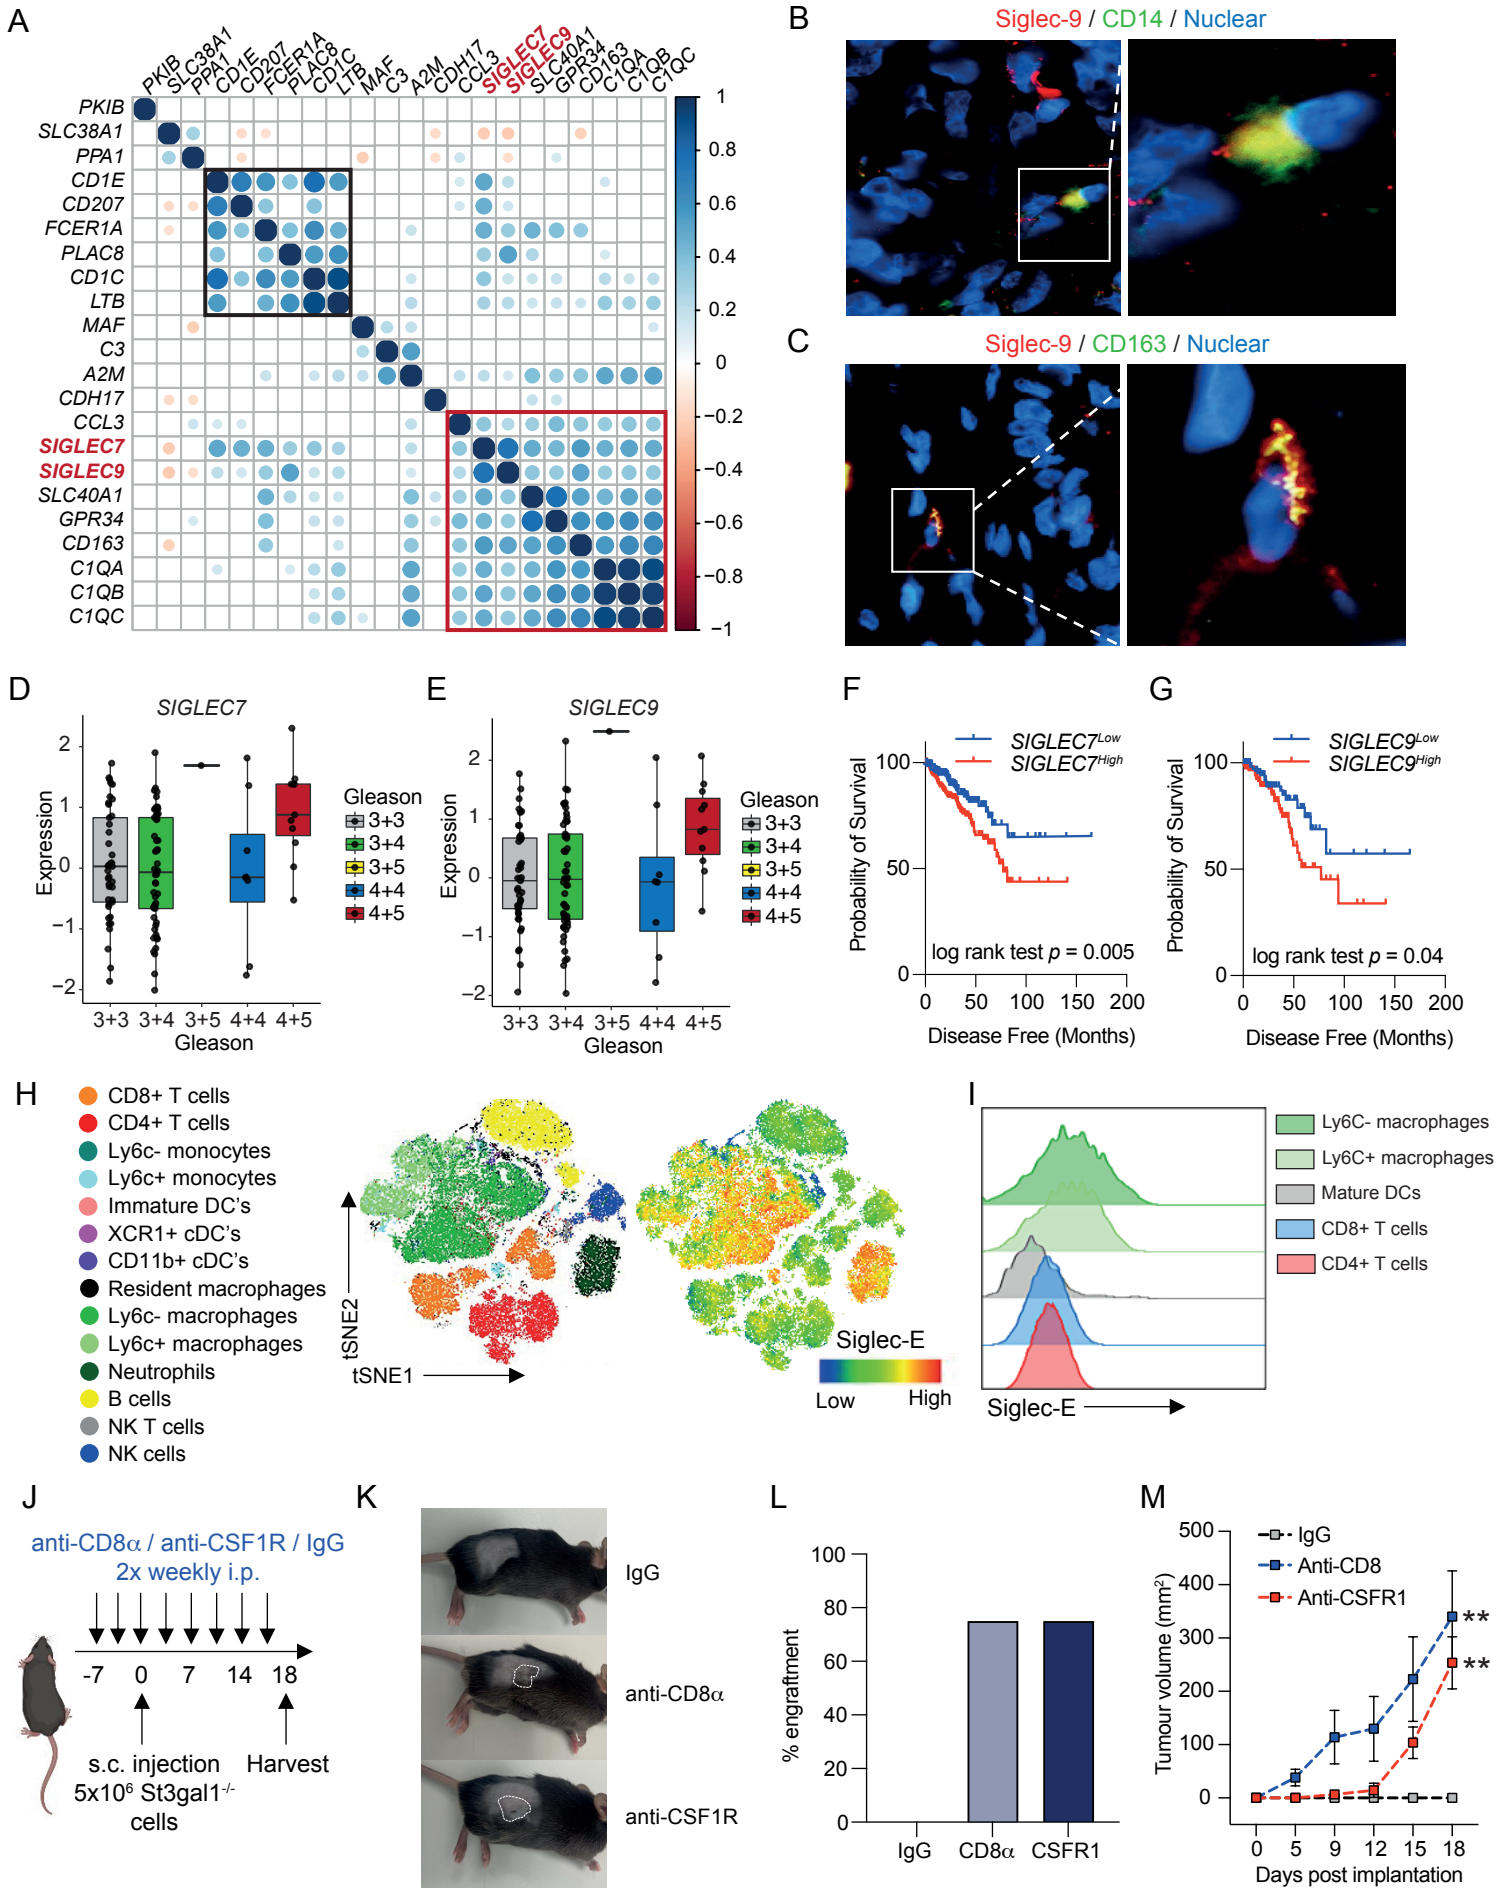 A
PKIB
SLC38A1
PPA1
CD1E
CD207
FCER1A
PLAC8
CD1C
LTB
MAF
C3
A2M
CDH17
CCL3
SIGLEC7
SIGLEC9
SLC40A1
GPR34
CD163
C1QA
C1QB
C1QC
PKIB
SLC38A1
PPA1
CD1E
CD207
FCER1A
PLAC8
CD1C
LTB
MAF
C3
A2M
CDH17
CCL3
SIGLEC7
SIGLEC9
SLC40A1
GPR34
CD163
C1QA
C1QB
C1QC
1
0.8
0.6
0.4
0.2
0
−0.2
−0.4
−0.6
−0.8
−1
B
Siglec-9 / CD14 / Nuclear
C
Siglec-9 / CD163 / Nuclear
D
SIGLEC7
Expression
2
1
0
−1
−2
3+3 3+4 3+5 4+4 4+5
Gleason
Gleason
3+3
3+4
3+5
4+4
4+5
E
SIGLEC9
Expression
2
1
0
−1
−2
3+3 3+4 3+5 4+4 4+5
Gleason
Gleason
3+3
3+4
3+5
4+4
4+5
F
SIGLEC7Low
SIGLEC7High
Probability of Survival
100
50
0
log rank test p = 0.005
0 50 100 150 200
Disease Free (Months)
G
SIGLEC9Low
SIGLEC9High
Probability of Survival
100
50
0
log rank test p = 0.04
0 50 100 150 200
Disease Free (Months)
H
CD8+ T cells
CD4+ T cells
Ly6c- monocytes
Ly6c+ monocytes
Immature DC's
XCR1+ cDC's
CD11b+ cDC's
Resident macrophages
Ly6c- macrophages
Ly6c+ macrophages
Neutrophils
B cells
NK T cells
NK cells
tSNE2
tSNE1
Siglec-E
Low High
I
Ly6C- macrophages
Ly6C+ macrophages
Mature DCs
CD8+ T cells
CD4+ T cells
Siglec-E
J
anti-CD8α / anti-CSF1R / IgG
2x weekly i.p.
-7 0 7 14 18
s.c. injection
5x10⁶ St3gal1⁻/⁻
cells
Harvest
K
IgG
anti-CD8α
anti-CSF1R
L
% engraftment
100
80
60
40
20
0
IgG CD8α CSFR1
M
Tumour volume (mm²)
500
400
300
200
100
0
IgG
Anti-CD8
Anti-CSFR1
**
**
0 5 9 12 15 18
Days post implantation